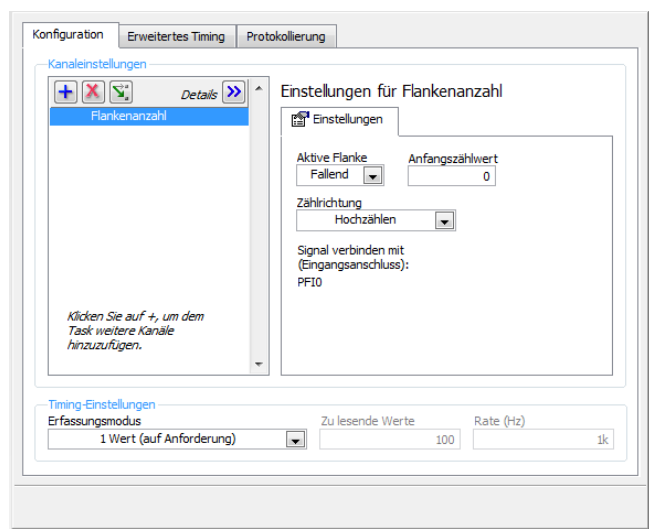 Konfiguration
Erweitertes Timing
Protokollierung
Kanaleinstellungen
Details
Flankenanzahl
Klicken Sie auf +, um dem
Task weitere Kanäle
hinzuzufügen.
Einstellungen für Flankenanzahl
Einstellungen
Aktive Flanke
Anfangszählwert
Fallend
0
Zählrichtung
Hochzählen
Signal verbinden mit
(Eingangsanschluss):
PFI0
Timing-Einstellungen
Erfassungsmodus
Zu lesende Werte
Rate (Hz)
1 Wert (auf Anforderung)
100
1k